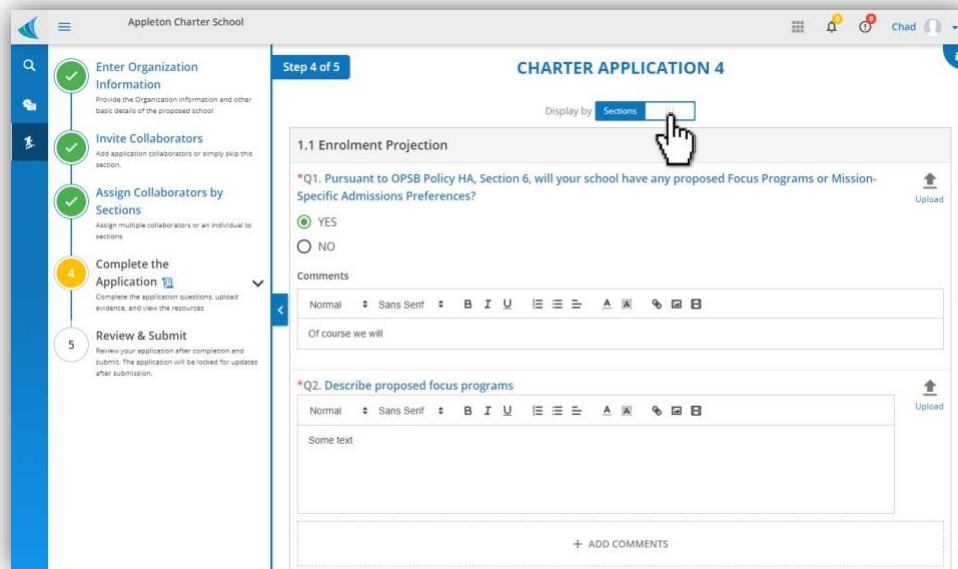 Appleton Charter School
Chad
Enter Organization
Information
Provide the Organization information and other
basic details of the proposed school
Invite Collaborators
Add application collaborators or simply skip this
section.
Assign Collaborators by
Sections
Assign multiple collaborators or an individual to
sections
4
Complete the
Application
Complete the application questions, upload
evidence, and view the resources
5
Review & Submit
Review your application after completion and
submit. The application will be locked for updates
after submission.
Step 4 of 5
CHARTER APPLICATION 4
Display by Sections
1.1 Enrolment Projection
*Q1. Pursuant to OPSB Policy HA, Section 6, will your school have any proposed Focus Programs or Mission-
Specific Admissions Preferences?
Upload
YES
NO
Comments
Normal Sans Serif B I U A A
Of course we will
*Q2. Describe proposed focus programs
Upload
Normal Sans Serif B I U A A
Some text
+ ADD COMMENTS